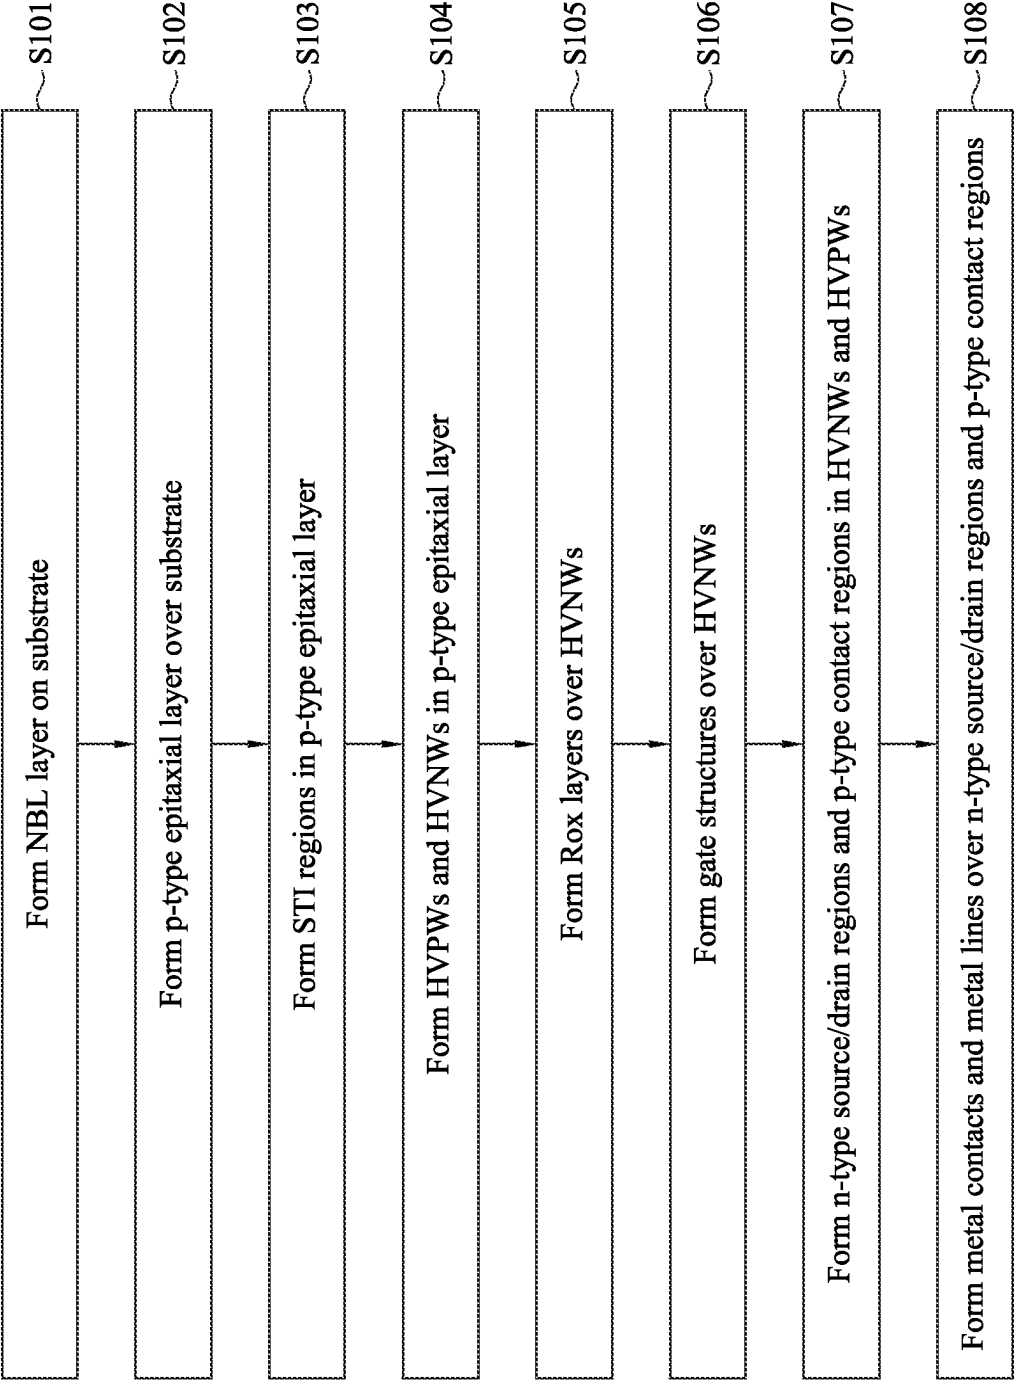 S101
Form NBL layer on substrate
S102
Form p-type epitaxial layer over substrate
S103
Form STI regions in p-type epitaxial layer
S104
Form HVPWs and HVNWs in p-type epitaxial layer
S105
Form Rox layers over HVNWs
S106
Form gate structures over HVNWs
S107
Form n-type source/drain regions and p-type contact regions in HVNWs and HVPWs
S108
Form metal contacts and metal lines over n-type source/drain regions and p-type contact regions